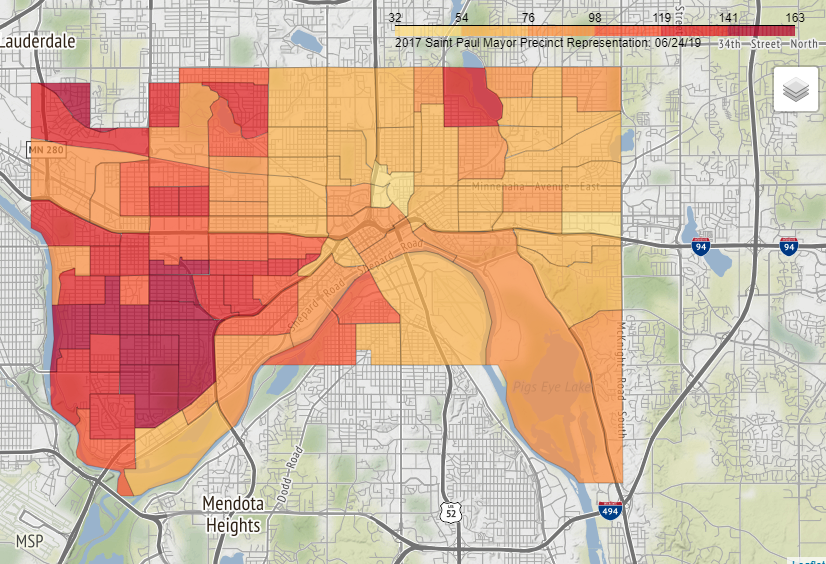 32 54 76 98 119 141 163
2017 Saint Paul Mayor Precinct Representation: 06/24/19
34th Street North
Lauderdale
MN 280
Minnehaha Avenue East
94
94
Shepard Road
Shepard Road
McKnight Road South
Pigs Eye Lake
Dodd Road
Mendota
Heights
US
52
494
MSP